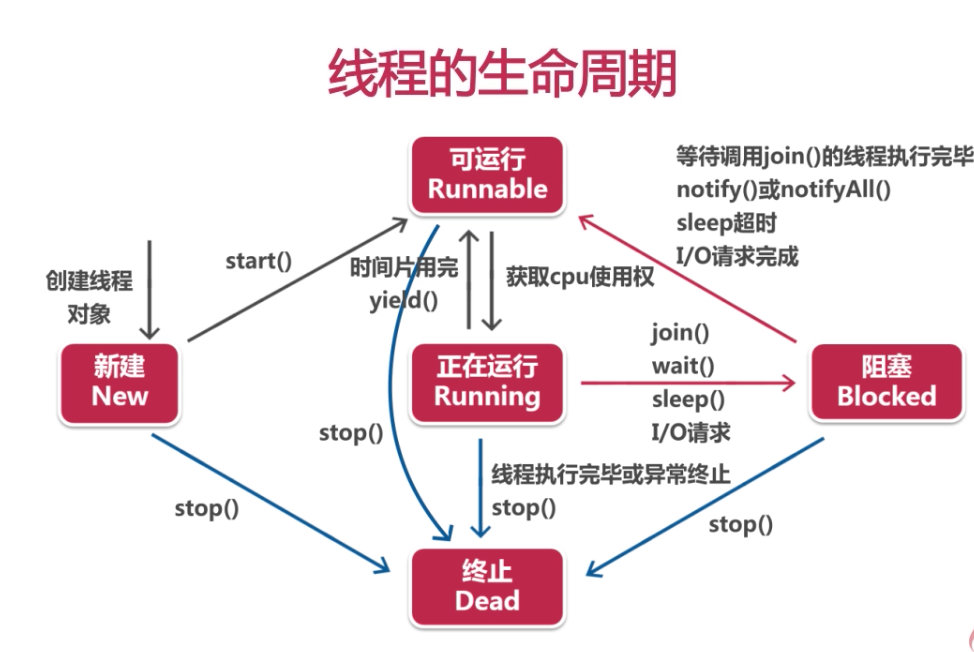 线程的生命周期
可运行
Runnable
等待调用join()的线程执行完毕
notify()或notifyAll()
sleep超时
I/O请求完成
创建线程
对象
start()
时间片用完
yield()
获取cpu使用权
新建
New
正在运行
Running
join()
wait()
sleep()
I/O请求
阻塞
Blocked
stop()
stop()
线程执行完毕或异常终止
stop()
stop()
终止
Dead